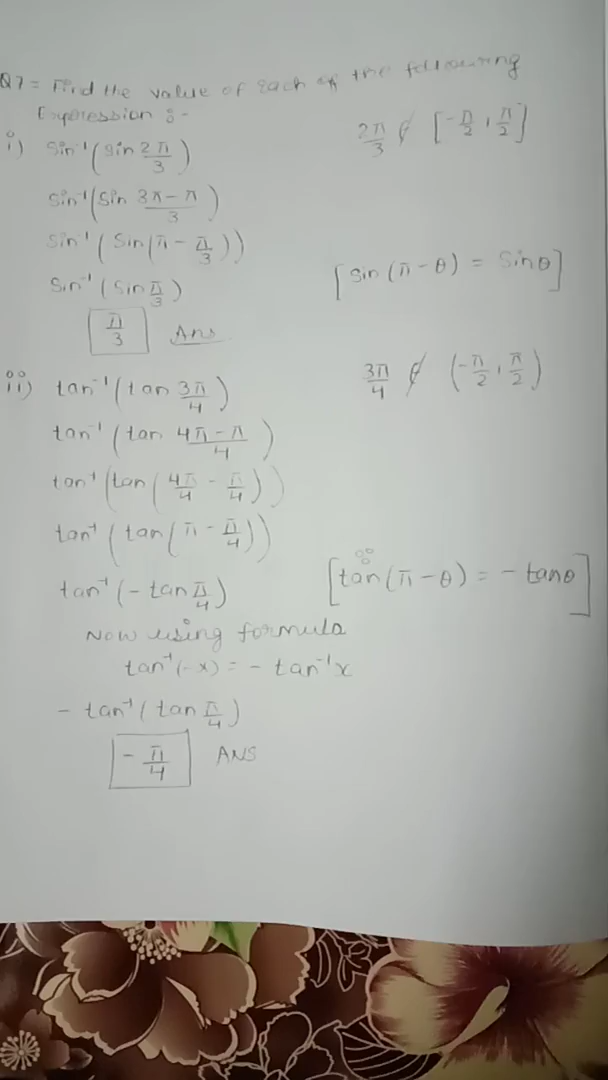 Q7 = Find the value of each of the following
Expression :-
i) sin⁻¹(sin 2π/3) 2π/3 ∉ [-π/2, π/2]
sin⁻¹(sin 3π-π/3)
sin⁻¹(sin(π - π/3))
sin⁻¹(sin π/3) [sin(π-θ) = sinθ]
π/3 Ans
ii) tan⁻¹(tan 3π/4) 3π/4 ∉ (-π/2, π/2)
tan⁻¹(tan 4π-π/4)
tan⁻¹(tan(4π/4 - π/4))
tan⁻¹(tan(π - π/4))
tan⁻¹(-tan π/4) [tan(π-θ) = -tanθ]
Now using formula
tan⁻¹(-x) = - tan⁻¹x
- tan⁻¹(tan π/4)
-π/4 ANS